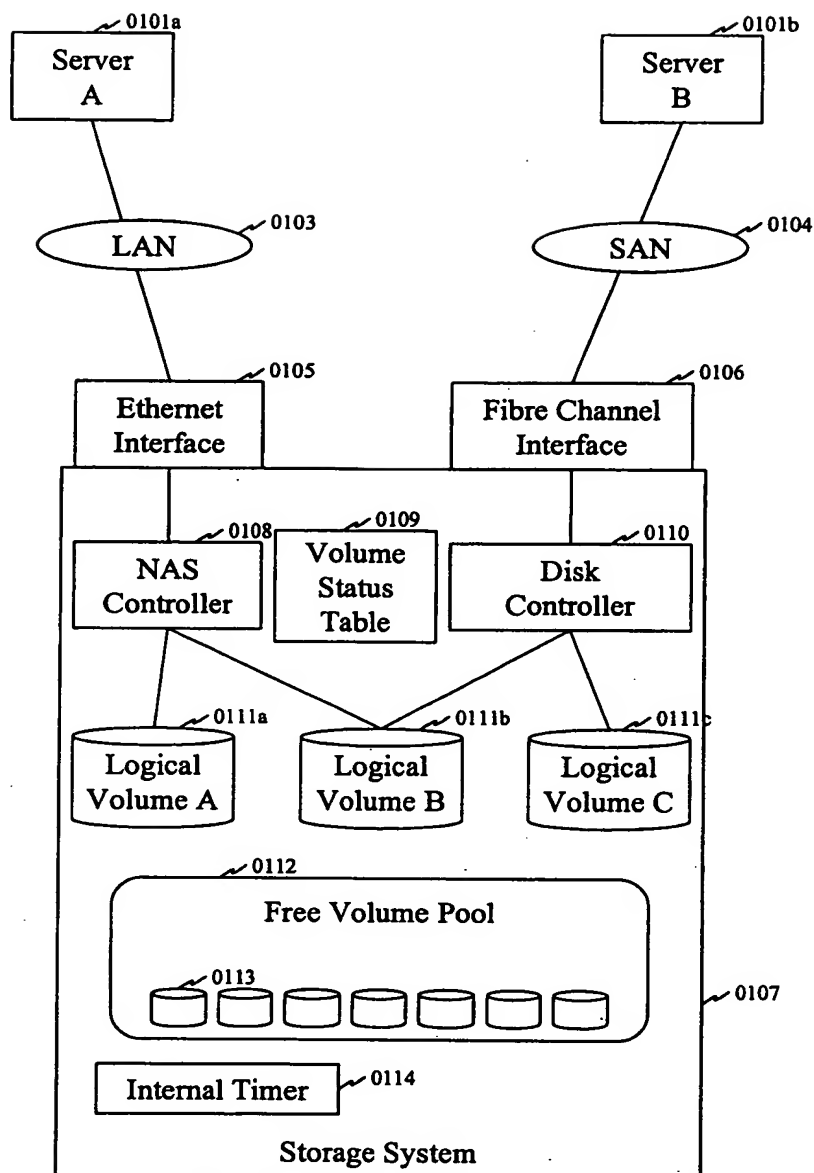 0101a
Server
A
0101b
Server
B
0103
LAN
0104
SAN
0105
Ethernet
Interface
0106
Fibre Channel
Interface
0108
NAS
Controller
0109
Volume
Status
Table
0110
Disk
Controller
0111a
Logical
Volume A
0111b
Logical
Volume B
0111c
Logical
Volume C
0112
Free Volume Pool
0113
0107
Internal Timer
0114
Storage System